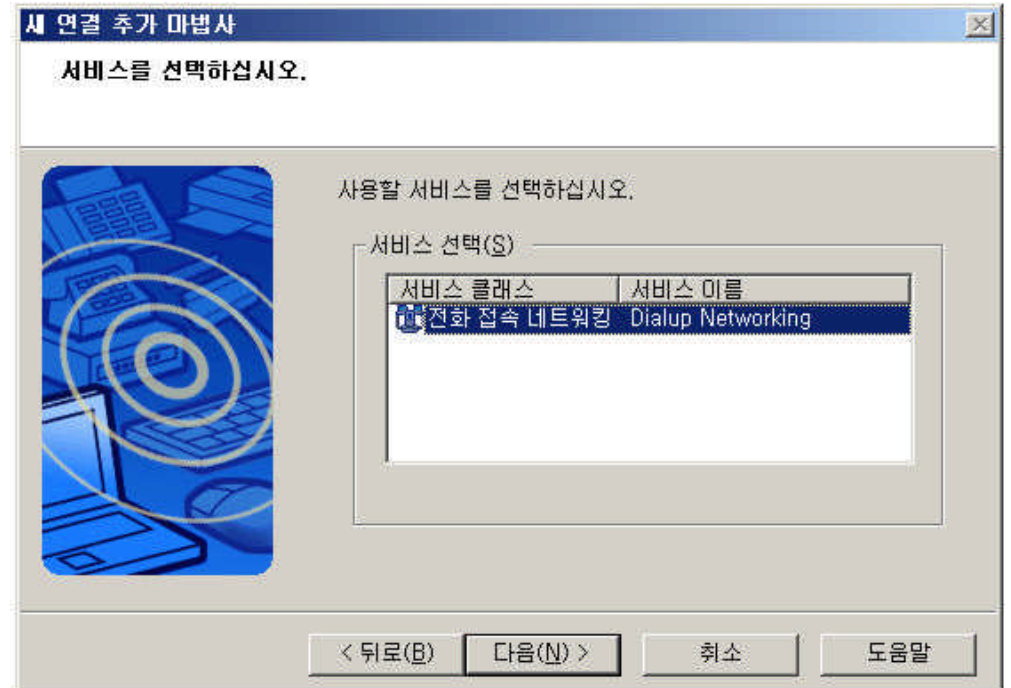 새 연결 추가 마법사
서비스를 선택하십시오.
사용할 서비스를 선택하십시오.
서비스 선택(S)
서비스 클래스 서비스 이름
전화 접속 네트워킹 Dialup Networking
< 뒤로(B) 다음(N) > 취소 도움말